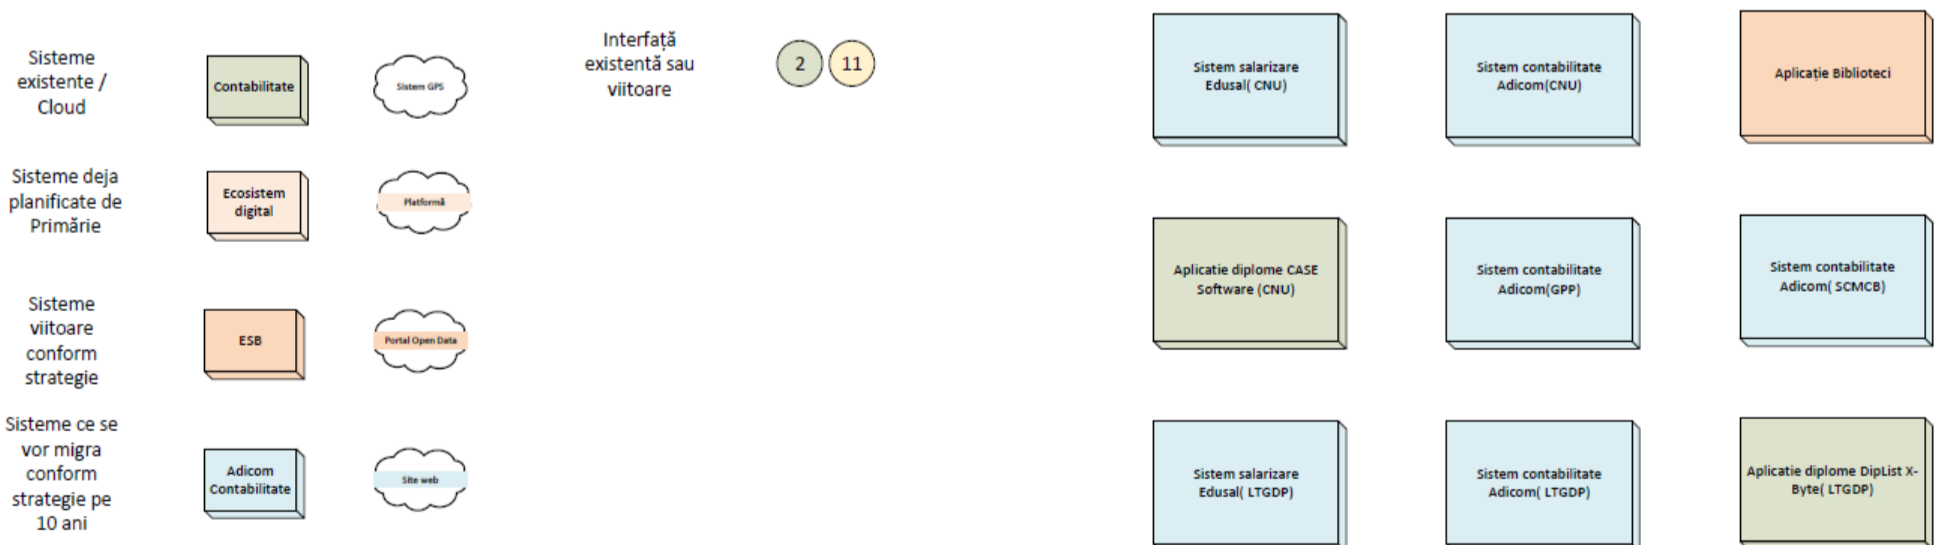 Sisteme
existente /
Cloud
Contabilitate
Sistem GPS
Interfață
existentă sau
viitoare
2
11
Sisteme deja
planificate de
Primărie
Ecosistem
digital
Platformă
Sisteme
viitoare
conform
strategie
ESB
Portal Open Data
Sisteme ce se
vor migra
conform
strategie pe
10 ani
Adicom
Contabilitate
Site web
Sistem salarizare
Edusal( CNU)
Sistem contabilitate
Adicom(CNU)
Aplicație Biblioteci
Aplicatie diplome CASE
Software (CNU)
Sistem contabilitate
Adicom(GPP)
Sistem contabilitate
Adicom( SCMCB)
Sistem salarizare
Edusal( LTGDP)
Sistem contabilitate
Adicom( LTGDP)
Aplicatie diplome DipList X-
Byte( LTGDP)